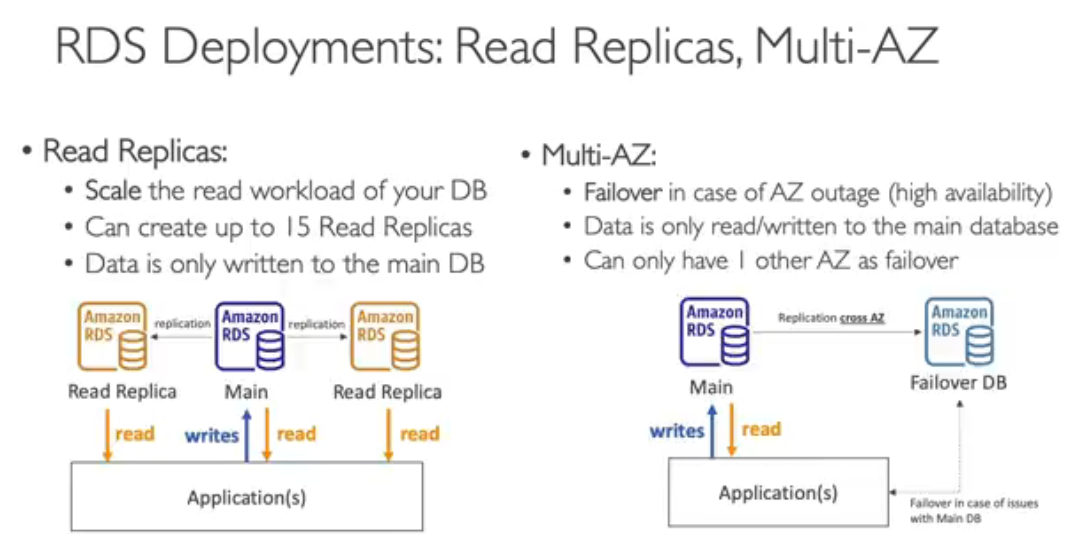 RDS Deployments: Read Replicas, Multi-AZ
• Read Replicas:
• Scale the read workload of your DB
• Can create up to 15 Read Replicas
• Data is only written to the main DB
Amazon
RDS
replication
Amazon
RDS
replication
Amazon
RDS
Read Replica
Main
Read Replica
read
writes
read
read
Application(s)
• Multi-AZ:
• Failover in case of AZ outage (high availability)
• Data is only read/written to the main database
• Can only have 1 other AZ as failover
Amazon
RDS
Replication cross AZ
Amazon
RDS
Main
Failover DB
writes
read
Application(s)
Failover in case of issues
with Main DB